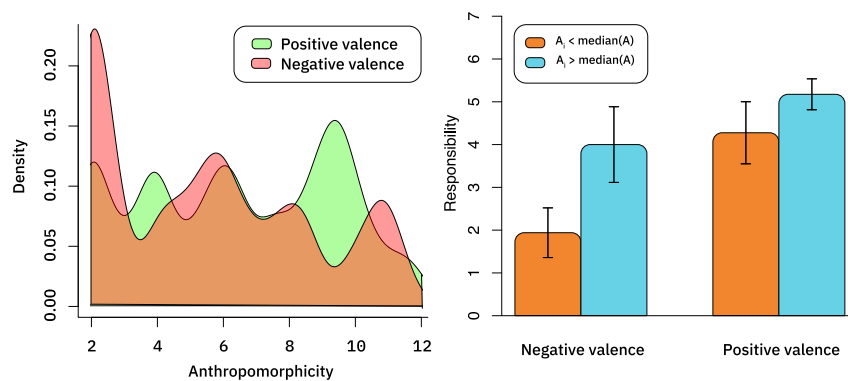 Positive valence
Negative valence
Density
0.00
0.05
0.10
0.15
0.20
2 4 6 8 10 12
Anthropomorphicity
Aᵢ < median(A)
Aᵢ > median(A)
Responsibility
0
1
2
3
4
5
6
7
Negative valence
Positive valence